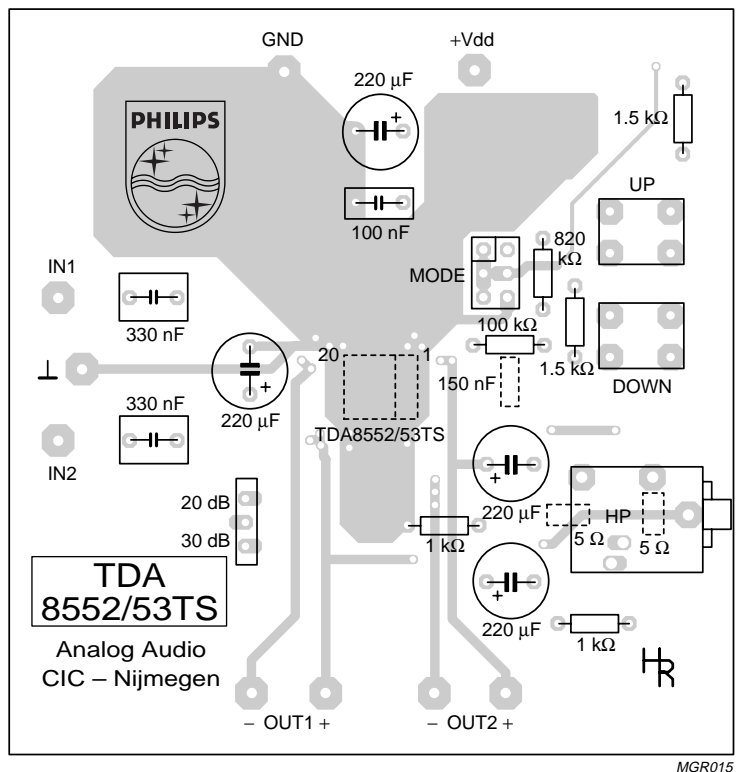 GND
+Vdd
220 μF
+
1.5 kΩ
PHILIPS
UP
100 nF
820
kΩ
MODE
IN1
330 nF
100 kΩ
20
1
150 nF
1.5 kΩ
DOWN
⊥
+
220 μF
330 nF
TDA8552/53TS
IN2
+
220 μF
20 dB
30 dB
HP
5 Ω
5 Ω
1 kΩ
TDA
8552/53TS
+
220 μF
1 kΩ
Analog Audio
CIC – Nijmegen
HR
– OUT1 +
– OUT2 +
MGR015